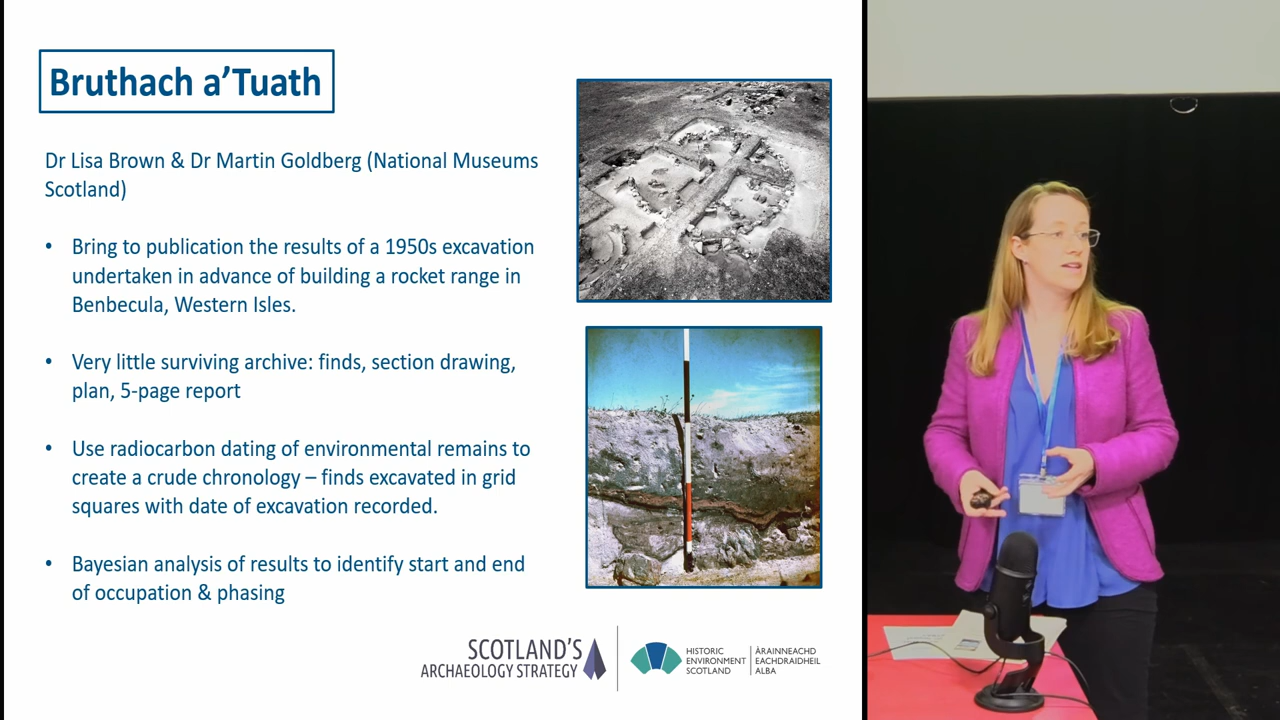 Bruthach a’Tuath
Dr Lisa Brown & Dr Martin Goldberg (National Museums
Scotland)
• Bring to publication the results of a 1950s excavation
undertaken in advance of building a rocket range in
Benbecula, Western Isles.
• Very little surviving archive: finds, section drawing,
plan, 5-page report
• Use radiocarbon dating of environmental remains to
create a crude chronology – finds excavated in grid
squares with date of excavation recorded.
• Bayesian analysis of results to identify start and end
of occupation & phasing
SCOTLAND’S
ARCHAEOLOGY STRATEGY
HISTORIC
ENVIRONMENT
SCOTLAND
ÀRAINNEACHD
EACHDRAIDHEIL
ALBA